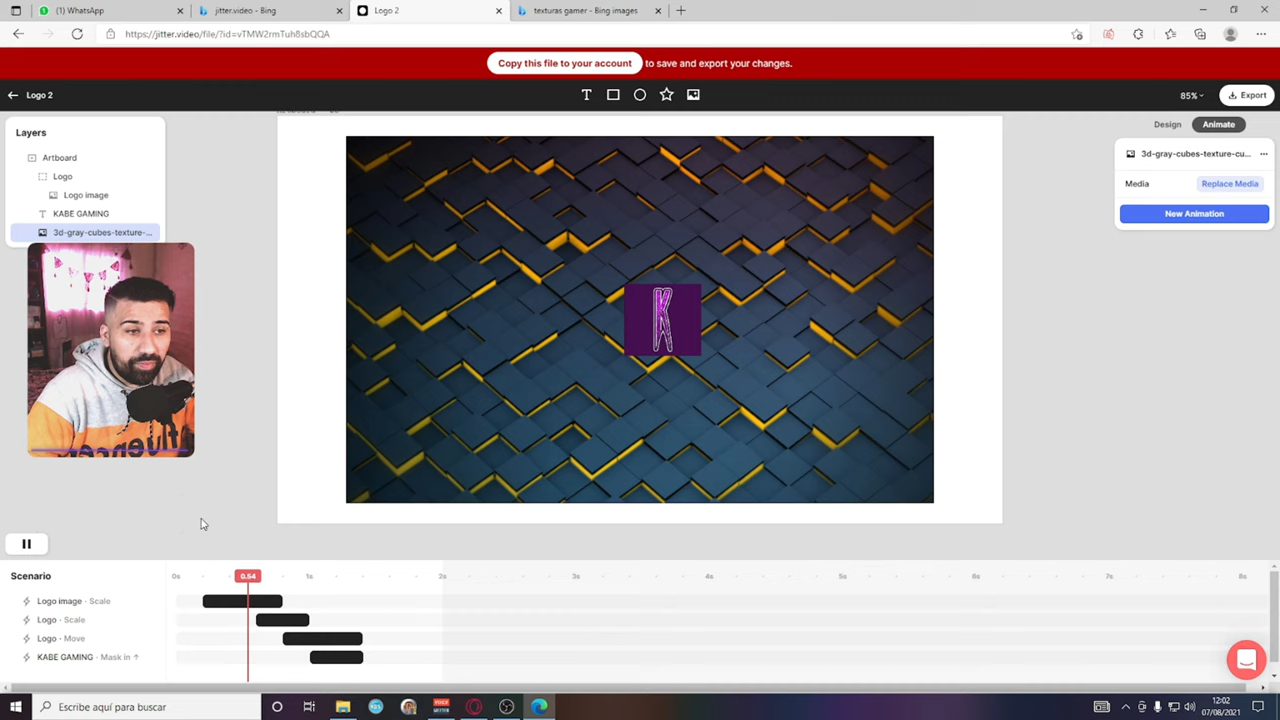 (1) WhatsApp
jitter.video - Bing
Logo 2
texturas gamer - Bing images
https://jitter.video/file/?id=vTMW2rmTuh8sbQQA
Copy this file to your account to save and export your changes.
Logo 2
T
85%
Export
Layers
Design
Animate
Artboard
3d-gray-cubes-texture-cu...
Logo
Media
Replace Media
Logo image
KABE GAMING
New Animation
3d-gray-cubes-texture-...
K
Scenario
0s
0.54
1s
2s
3s
4s
5s
6s
7s
8s
Logo image · Scale
Logo · Scale
Logo · Move
KABE GAMING · Mask in ↑
Escribe aquí para buscar
12:02
07/08/2021